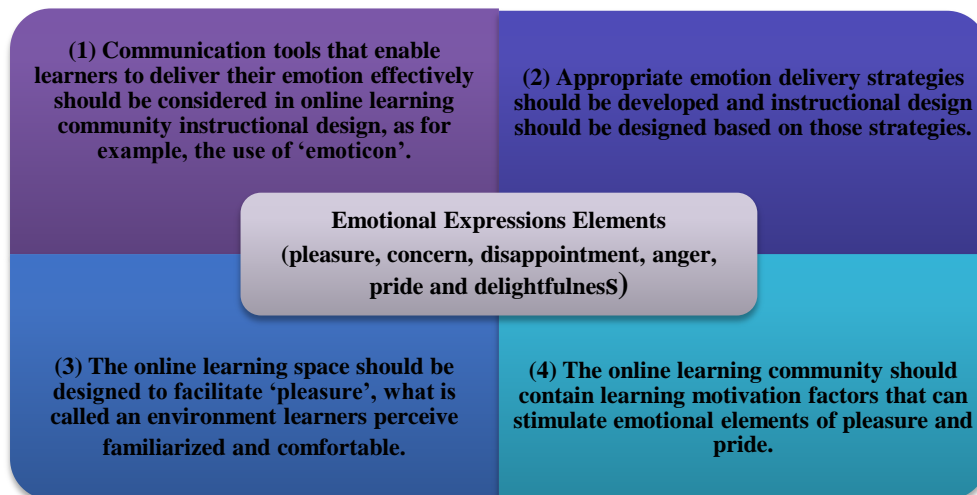 (1) Communication tools that enable
learners to deliver their emotion effectively
should be considered in online learning
community instructional design, as for
example, the use of ‘emoticon’.
(2) Appropriate emotion delivery strategies
should be developed and instructional design
should be designed based on those strategies.
Emotional Expressions Elements
(pleasure, concern, disappointment, anger,
pride and delightfulness)
(3) The online learning space should be
designed to facilitate ‘pleasure’, what is
called an environment learners perceive
familiarized and comfortable.
(4) The online learning community should
contain learning motivation factors that can
stimulate emotional elements of pleasure and
pride.